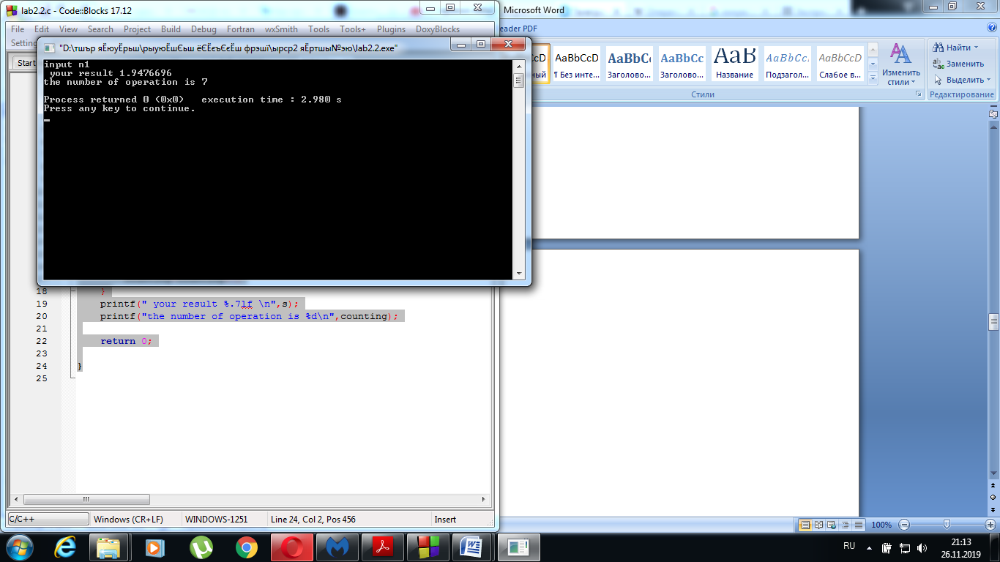 lab2.2.c - Code::Blocks 17.12
File Edit View Search Project Build Debug Fortran wxSmith Tools Tools+ Plugins DoxyBlocks
Start
"D:\тшър яЁюуЁрьш\рыуюЁшЄыш ёЄЁєъЄєЁш фрэшї\ырср2 яЁртшы№эю\lab2.2.exe"
input n1
your result 1.9476696
the number of operation is 7
Process returned 0 (0x0) execution time : 2.980 s
Press any key to continue.
18 }
19 printf(" your result %.7lf \n",s);
20 printf("the number of operation is %d\n",counting);
21
22 return 0;
23
24 }
25
C/C++ Windows (CR+LF) WINDOWS-1251 Line 24, Col 2, Pos 456 Insert
Microsoft Word
eader PDF
AaBbCcD AaBbC AaBbCc AaB AaBbCc. AaBbCcD
¶ Без инте... Заголово... Заголово... Название Подзагол... Слабое в...
Изменить стили
Стили
Найти
Заменить
Выделить
Редактирование
100%
RU
21:13
26.11.2019